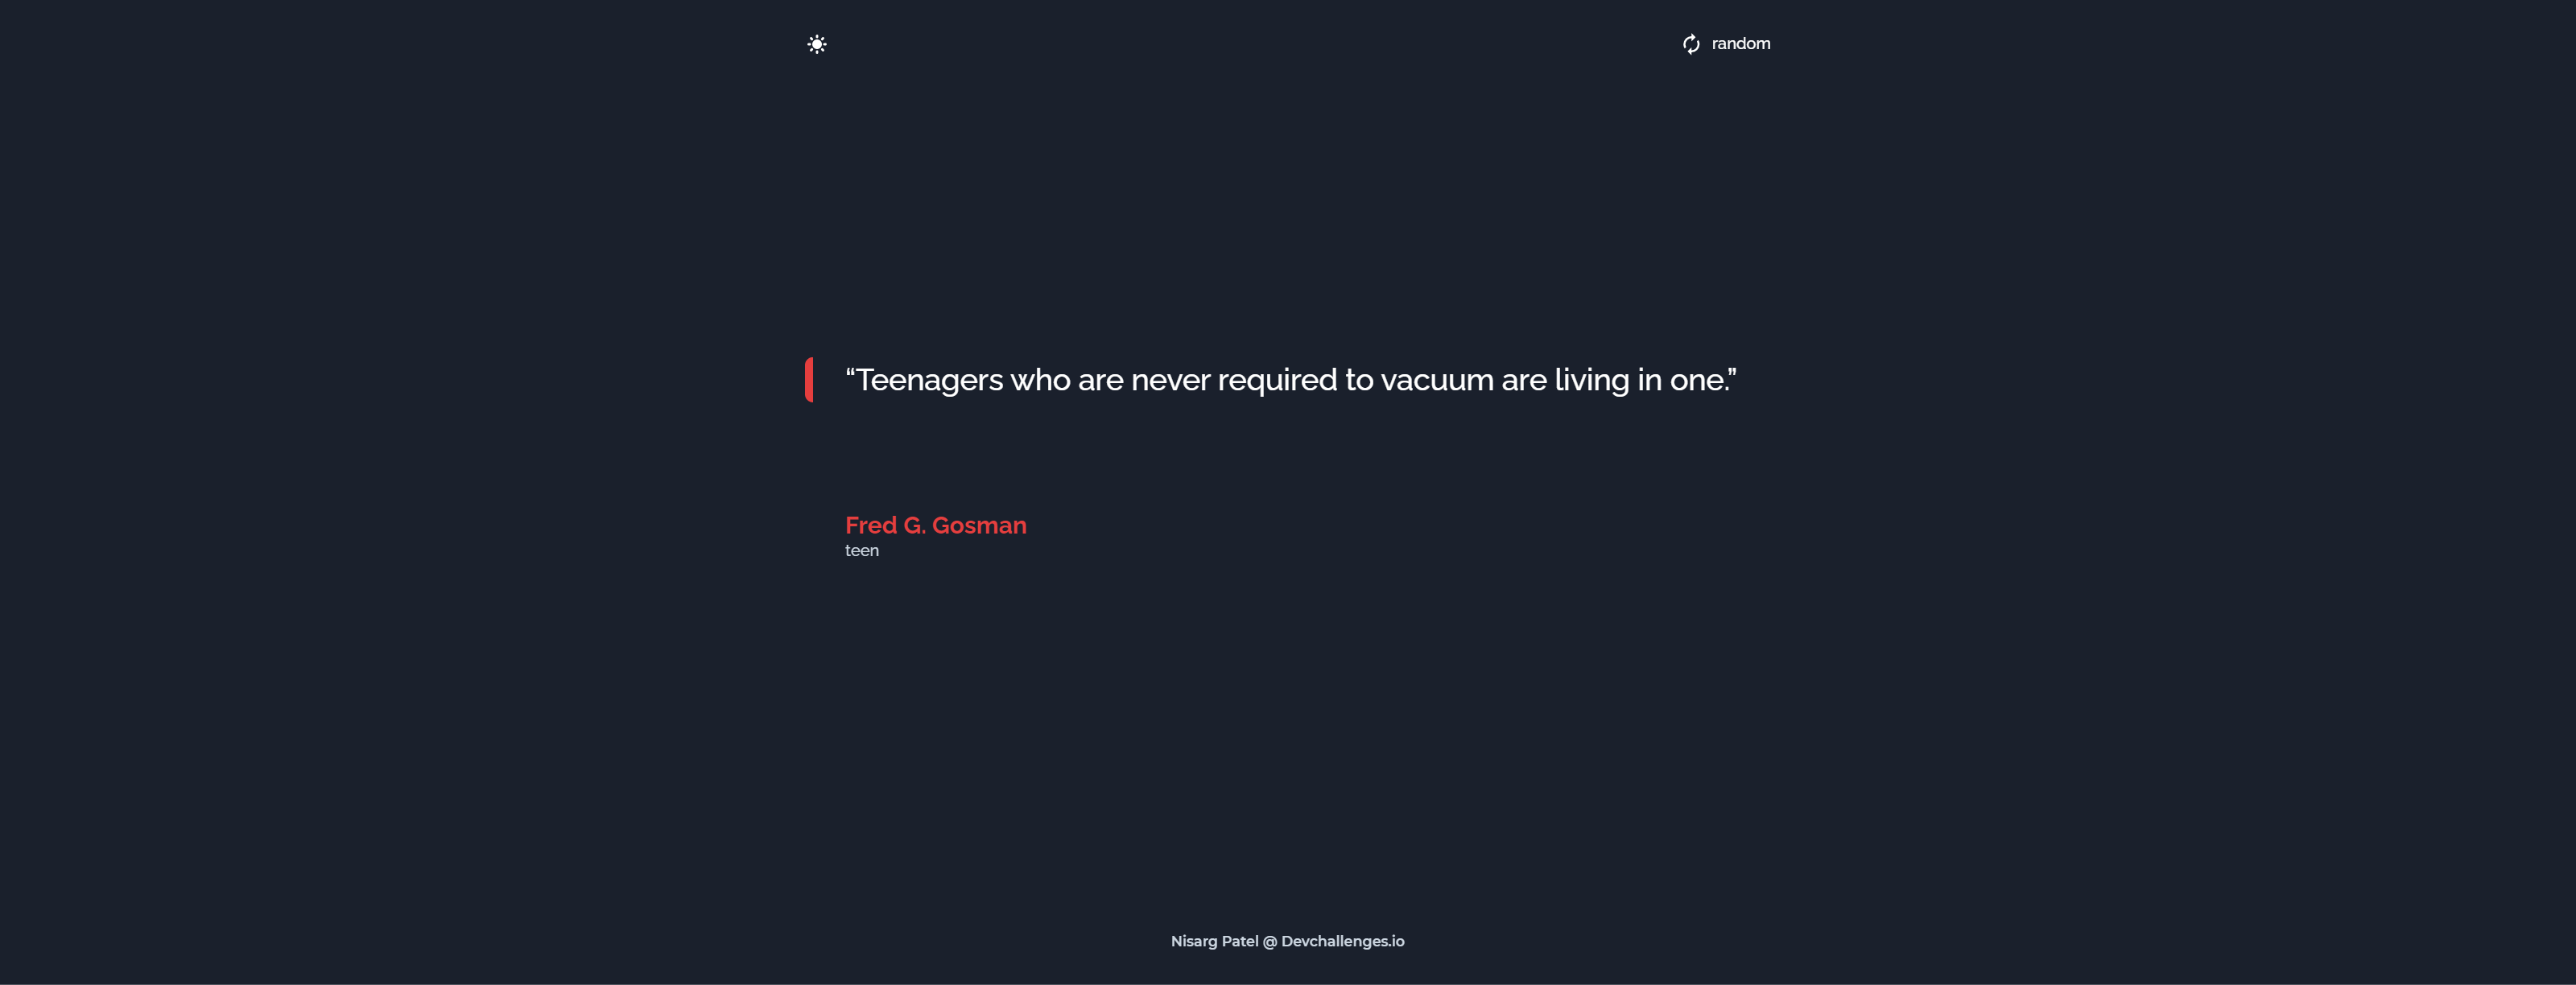 random
“Teenagers who are never required to vacuum are living in one.”
Fred G. Gosman
teen
Nisarg Patel @ Devchallenges.io